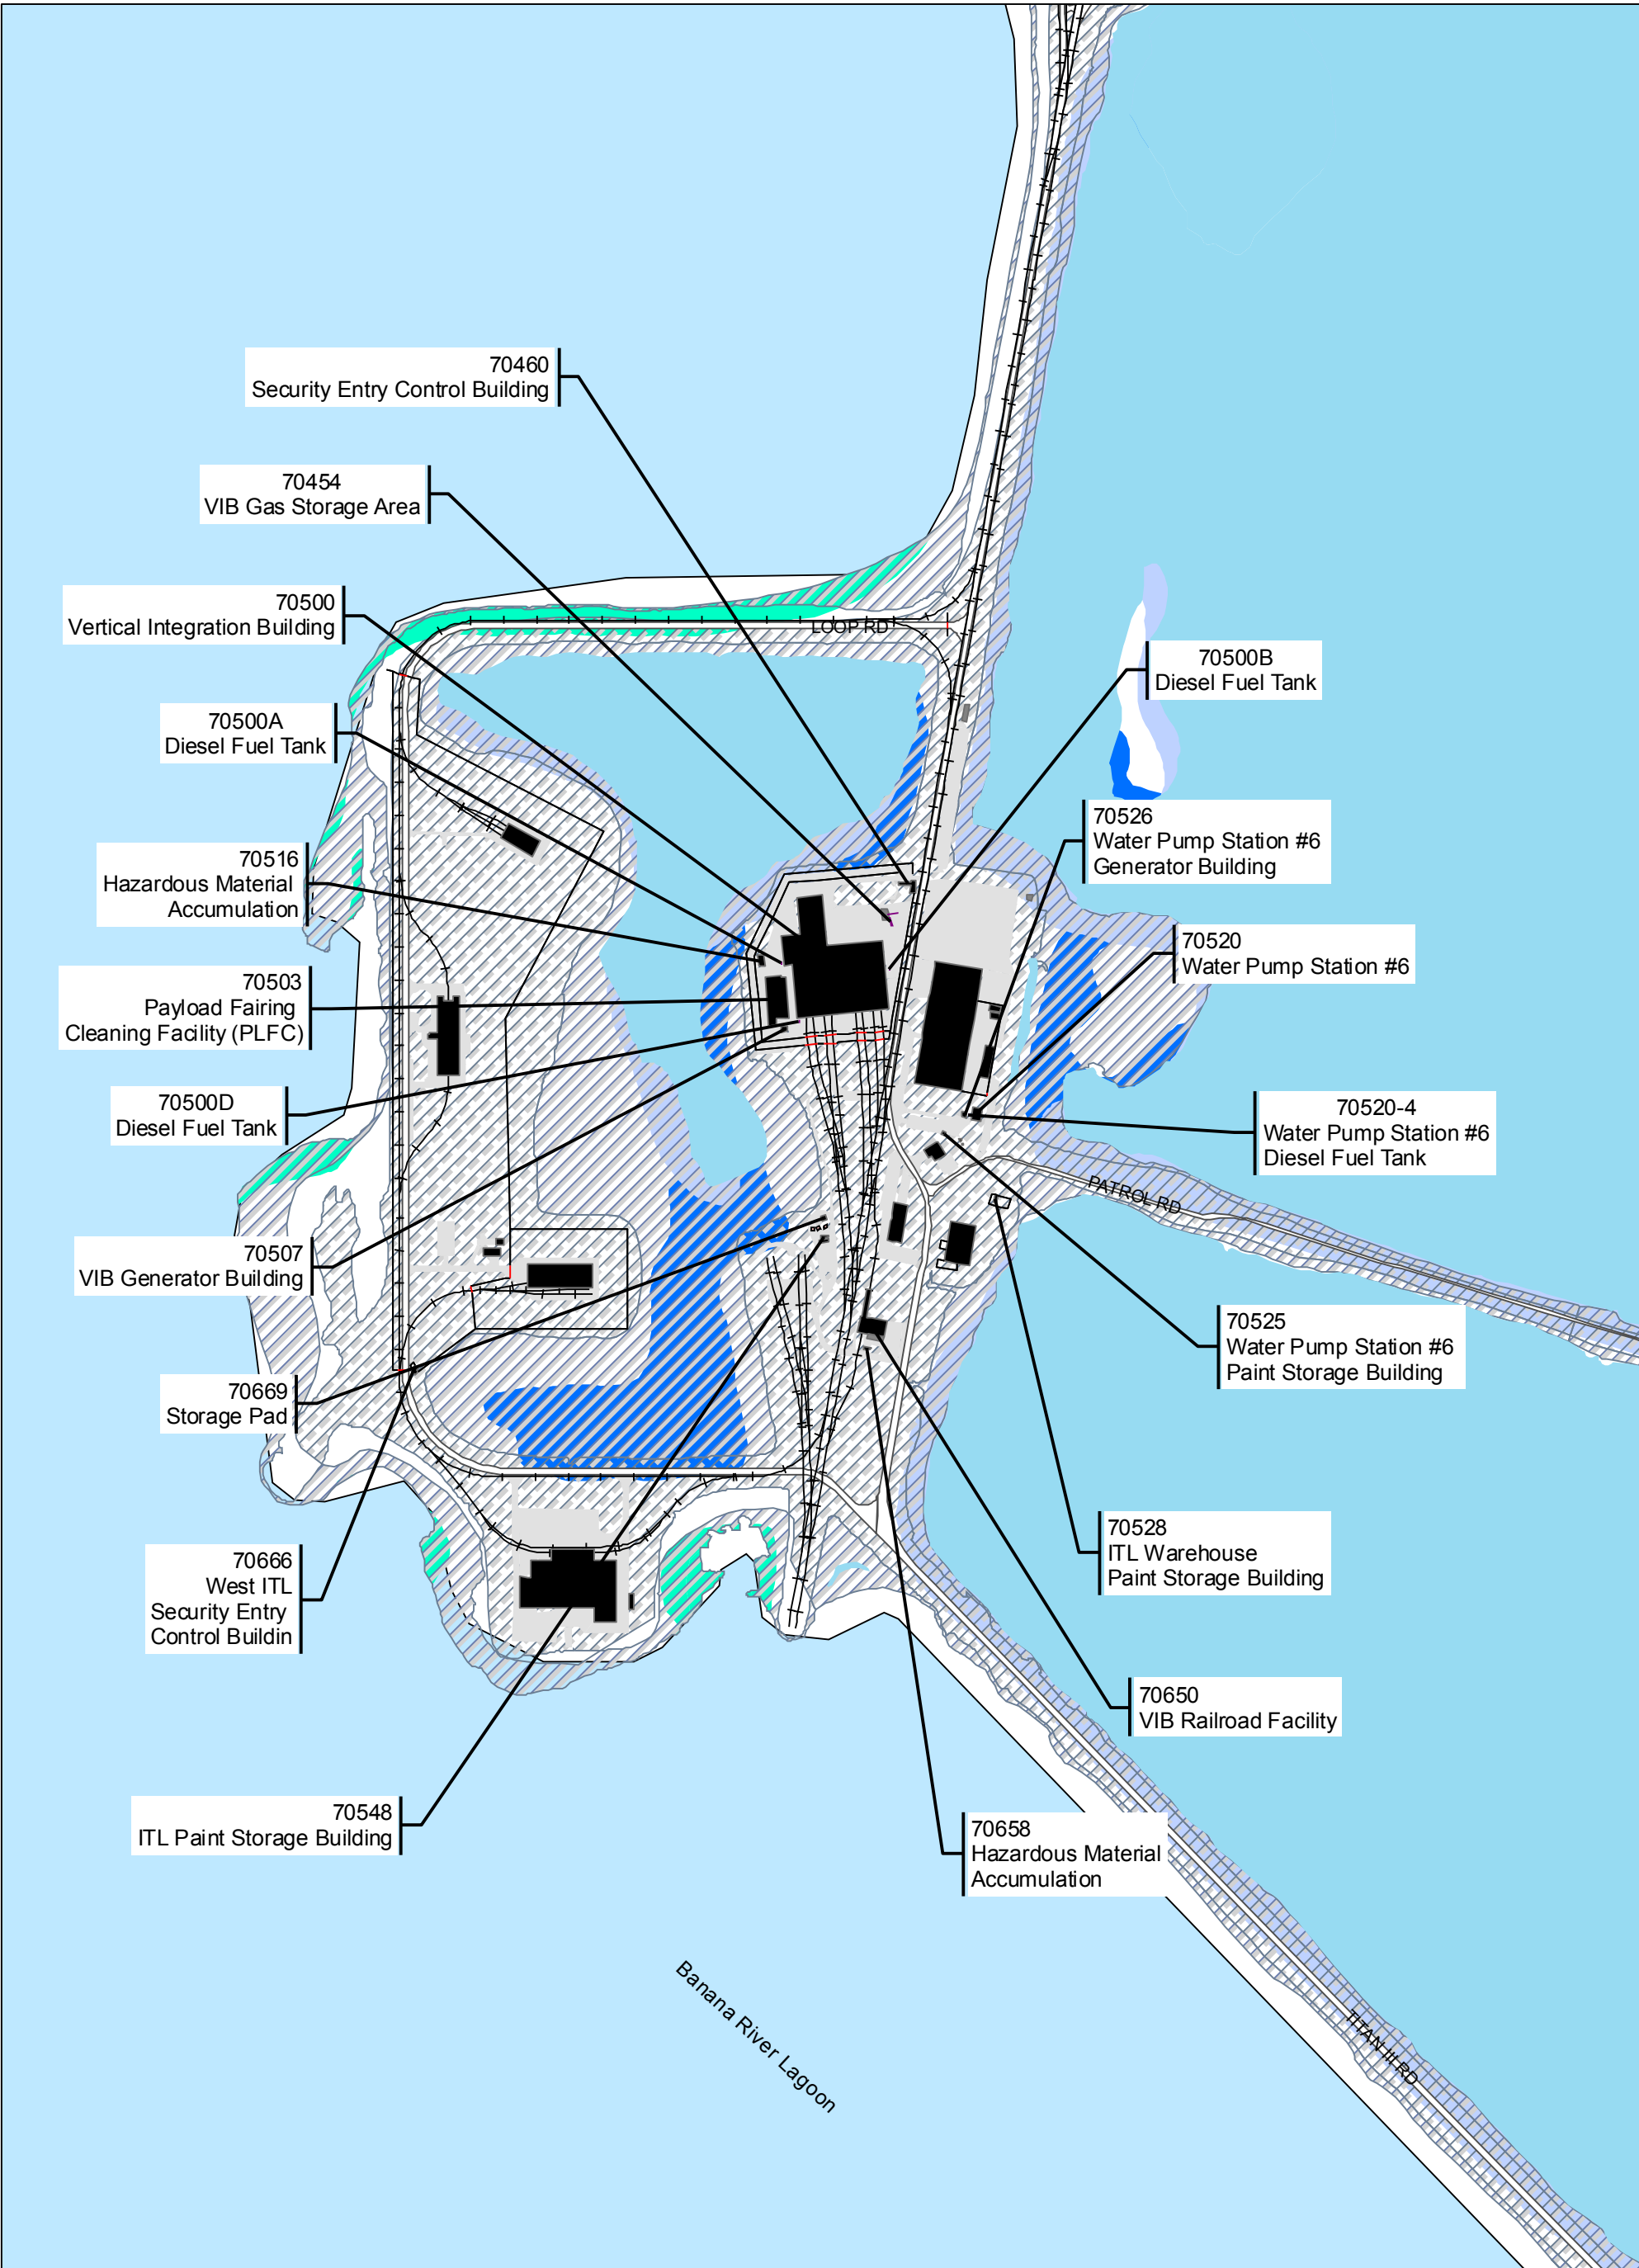 70460
Security Entry Control Building
70454
VIB Gas Storage Area
70500
Vertical Integration Building
LOOP RD
70500B
Diesel Fuel Tank
70500A
Diesel Fuel Tank
70526
Water Pump Station #6
Generator Building
70516
Hazardous Material
Accumulation
70520
Water Pump Station #6
70503
Payload Fairing
Cleaning Facility (PLFC)
70500D
Diesel Fuel Tank
70520-4
Water Pump Station #6
Diesel Fuel Tank
PATROL RD
70507
VIB Generator Building
70525
Water Pump Station #6
Paint Storage Building
70669
Storage Pad
70528
ITL Warehouse
Paint Storage Building
70666
West ITL
Security Entry
Control Buildin
70650
VIB Railroad Facility
70548
ITL Paint Storage Building
70658
Hazardous Material
Accumulation
Banana River Lagoon
TITAN III RD